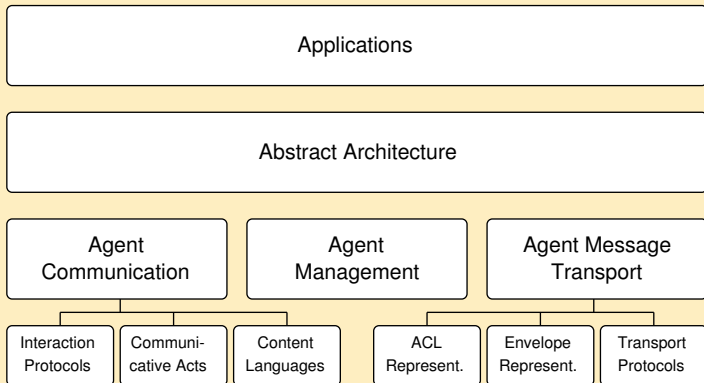 Applications
Abstract Architecture
Agent
Communication
Agent
Management
Agent Message
Transport
Interaction
Protocols
Communi-
cative Acts
Content
Languages
ACL
Represent.
Envelope
Represent.
Transport
Protocols